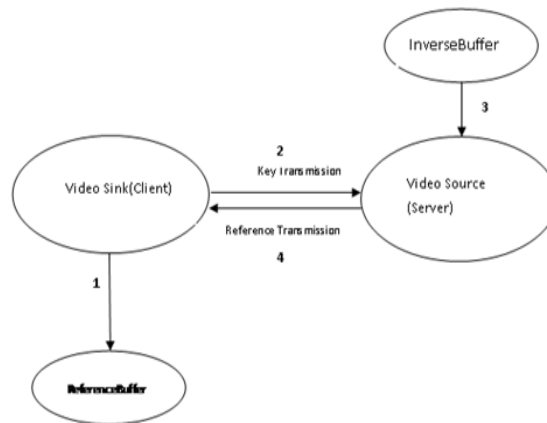 InverseBuffer
3
2
Video Sink(Client)
Key Transmission
Video Source
(Server)
Reference Transmission
4
1
ReferenceBuffer